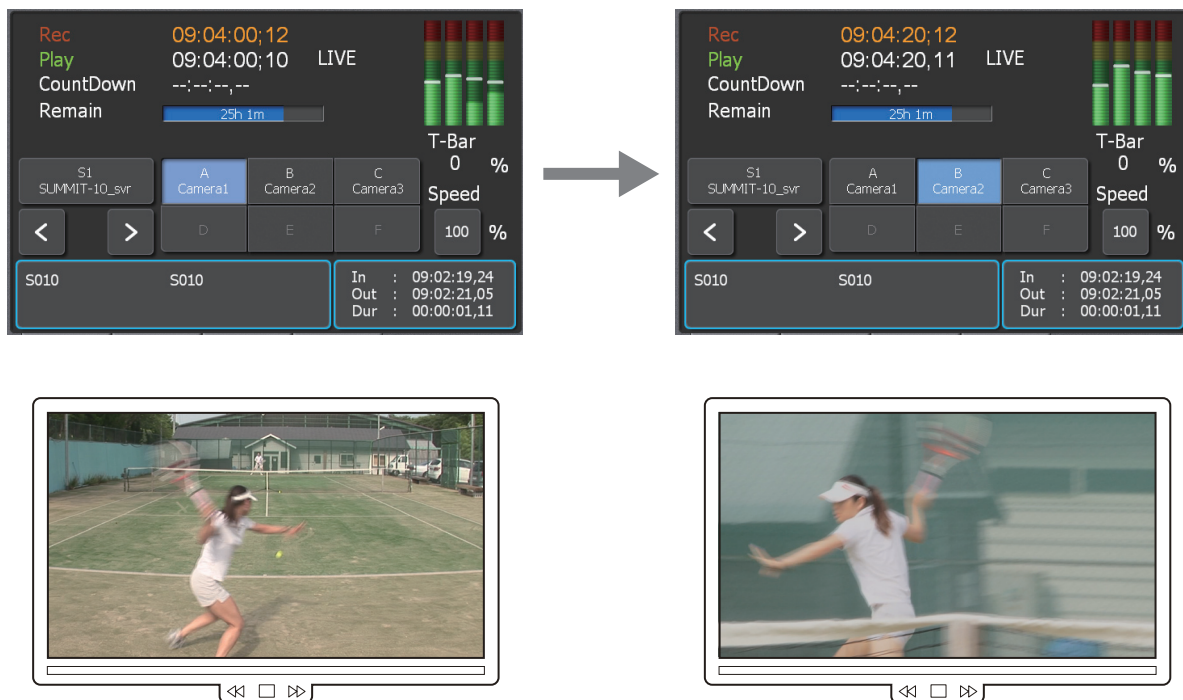 Rec 09:04:00;12
Play 09:04:00;10 LIVE
CountDown --:--:--,--
Remain 25h 1m
T-Bar
0 %
S1
SUMMIT-10_svr
A
Camera1
B
Camera2
C
Camera3
Speed
< >
D E F
100 %
S010 S010
In : 09:02:19,24
Out : 09:02:21,05
Dur : 00:00:01,11
Rec 09:04:20;12
Play 09:04:20,11 LIVE
CountDown --:--:--,--
Remain 25h 1m
T-Bar
0 %
S1
SUMMIT-10_svr
A
Camera1
B
Camera2
C
Camera3
Speed
< >
D E F
100 %
S010 S010
In : 09:02:19,24
Out : 09:02:21,05
Dur : 00:00:01,11